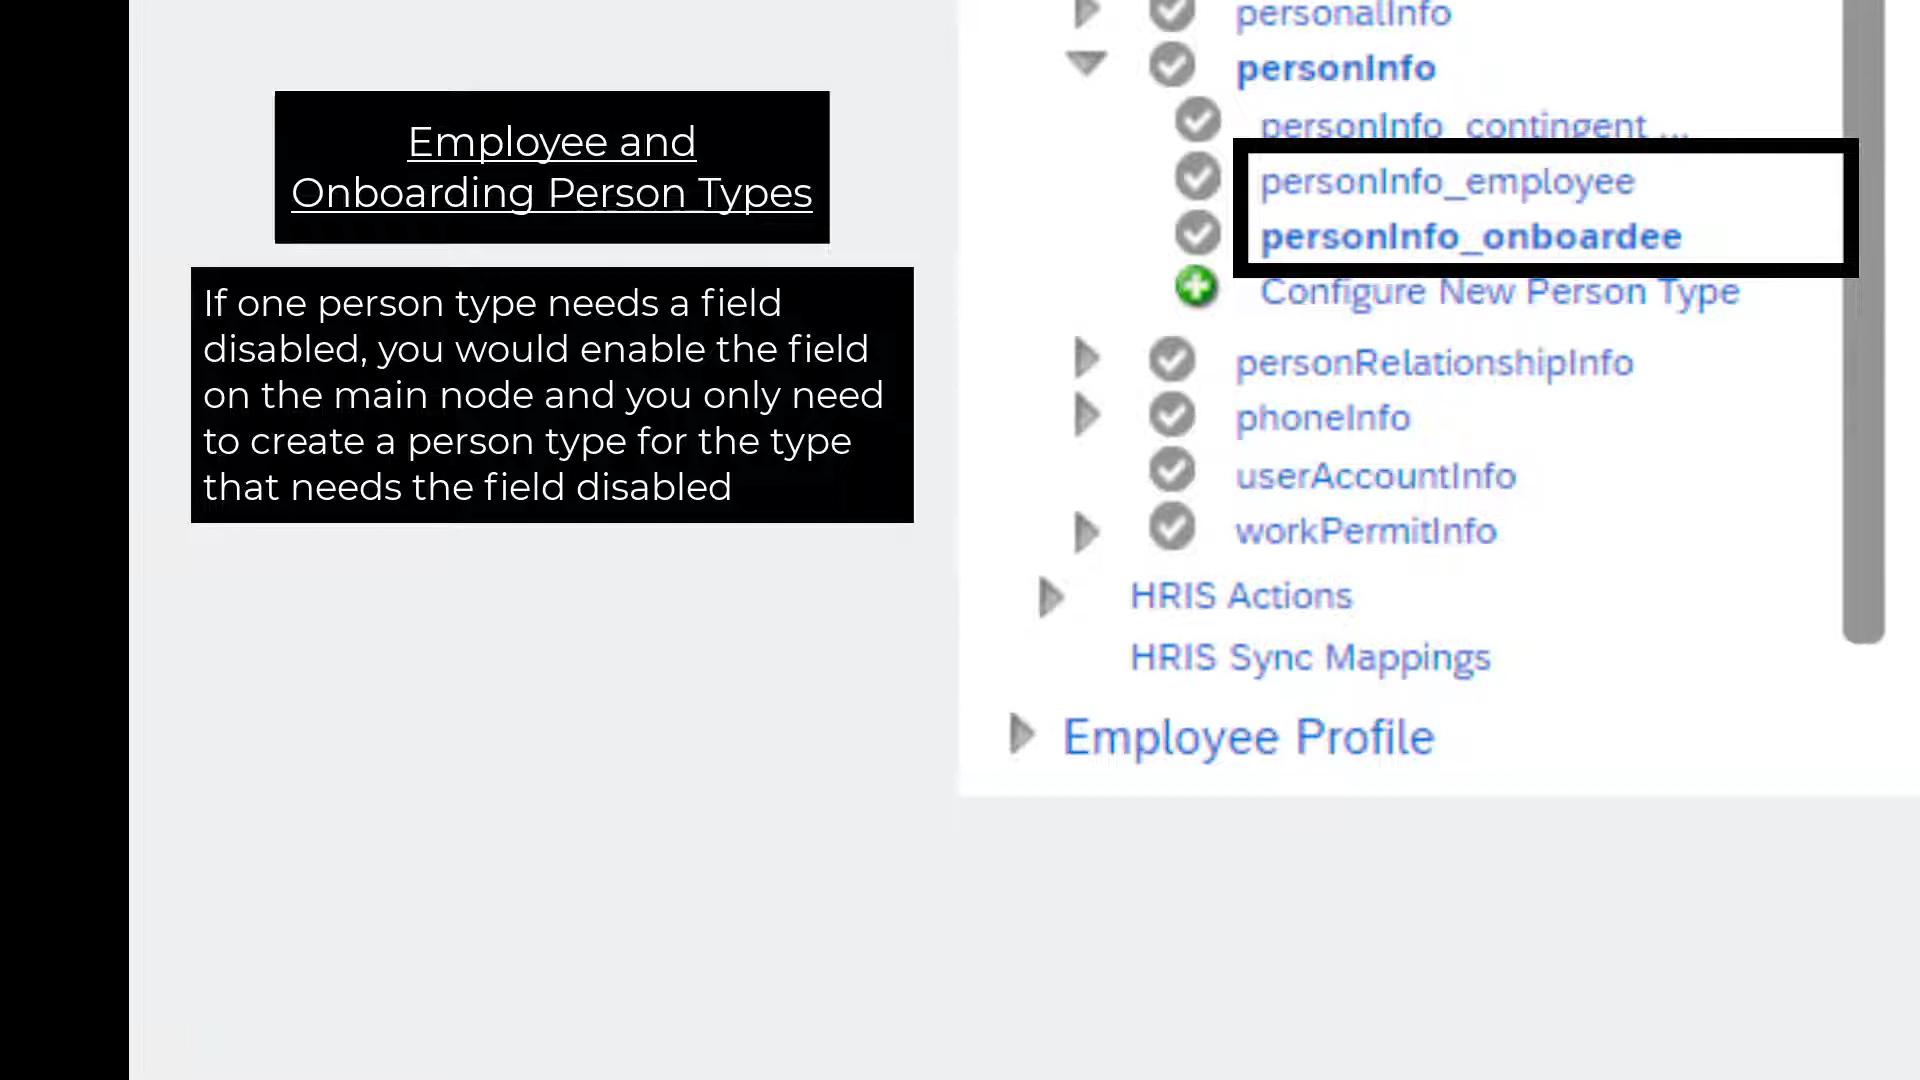 Employee and
Onboarding Person Types
If one person type needs a field
disabled, you would enable the field
on the main node and you only need
to create a person type for the type
that needs the field disabled
personalInfo
personInfo
personInfo_contingent ...
personInfo_employee
personInfo_onboardee
Configure New Person Type
personRelationshipInfo
phoneInfo
userAccountInfo
workPermitInfo
HRIS Actions
HRIS Sync Mappings
Employee Profile